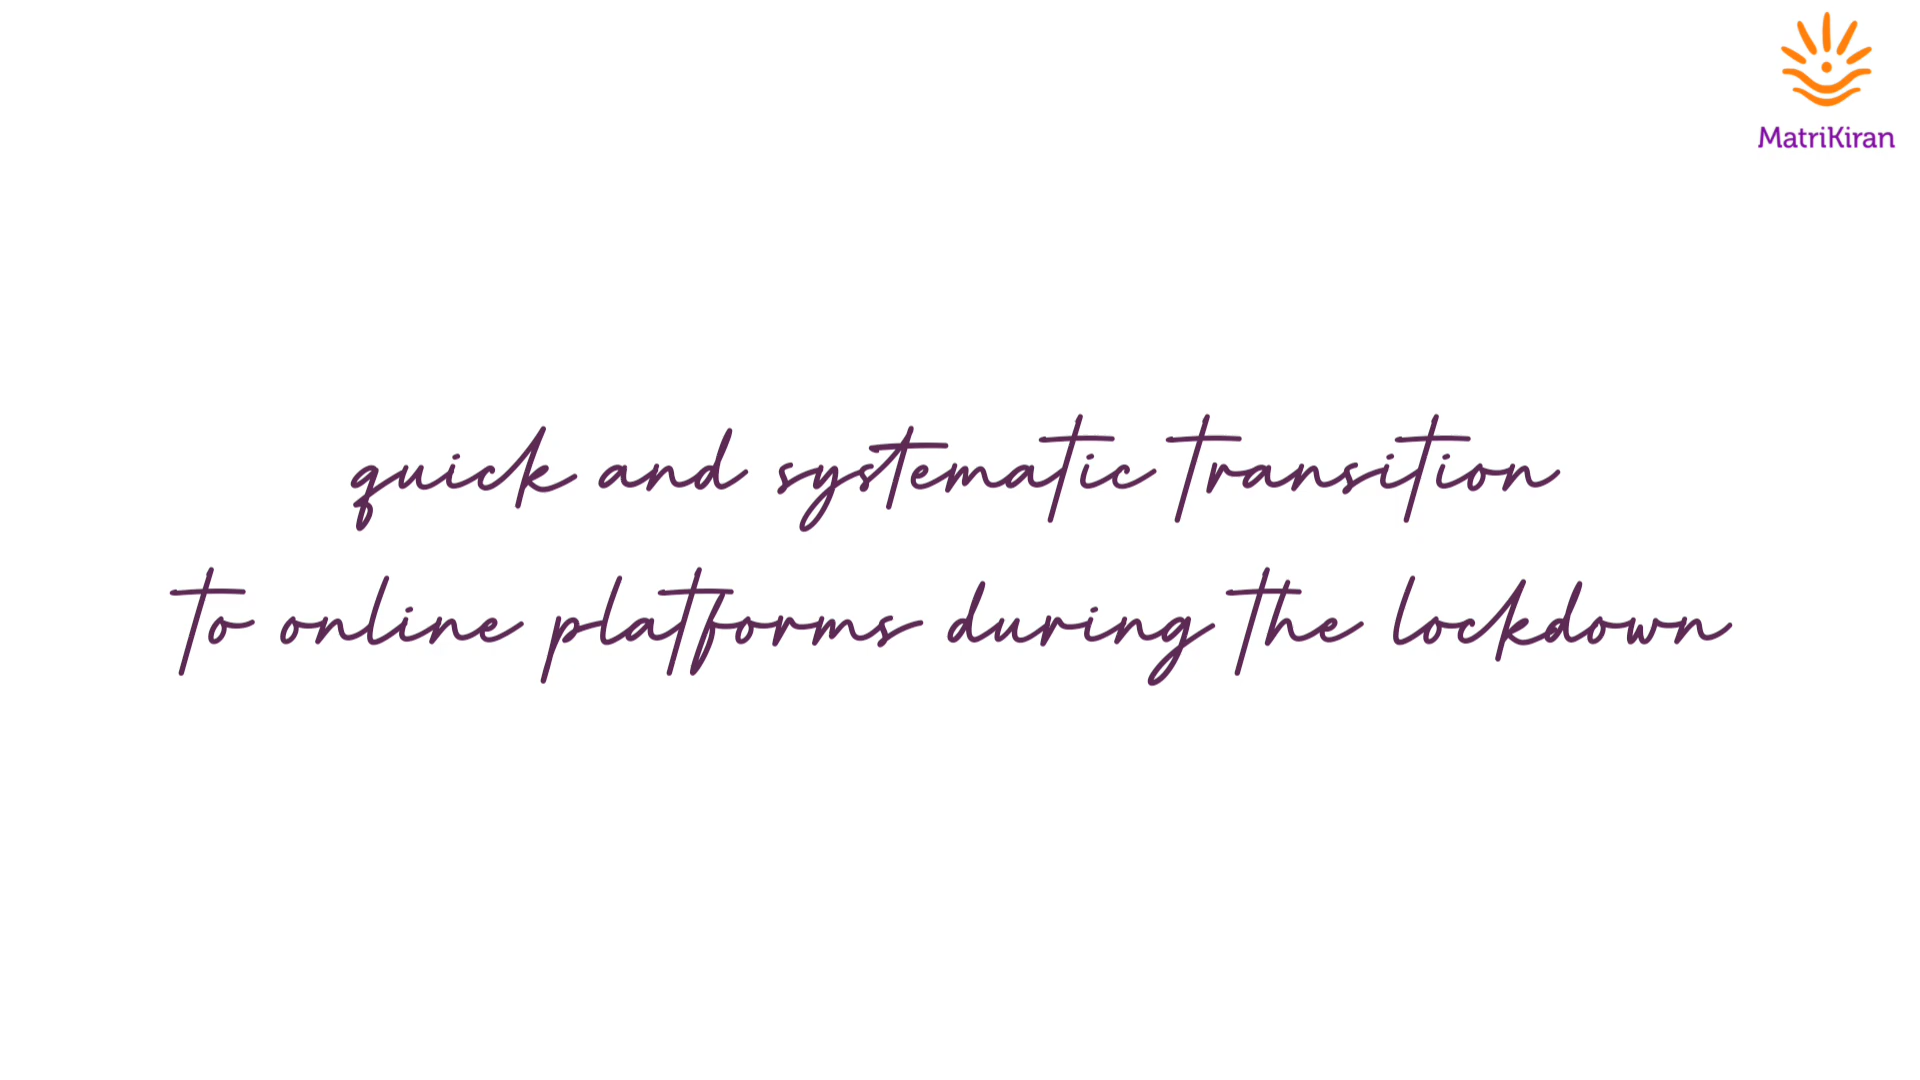 MatriKiran
quick and systematic transition
to online platforms during the lockdown